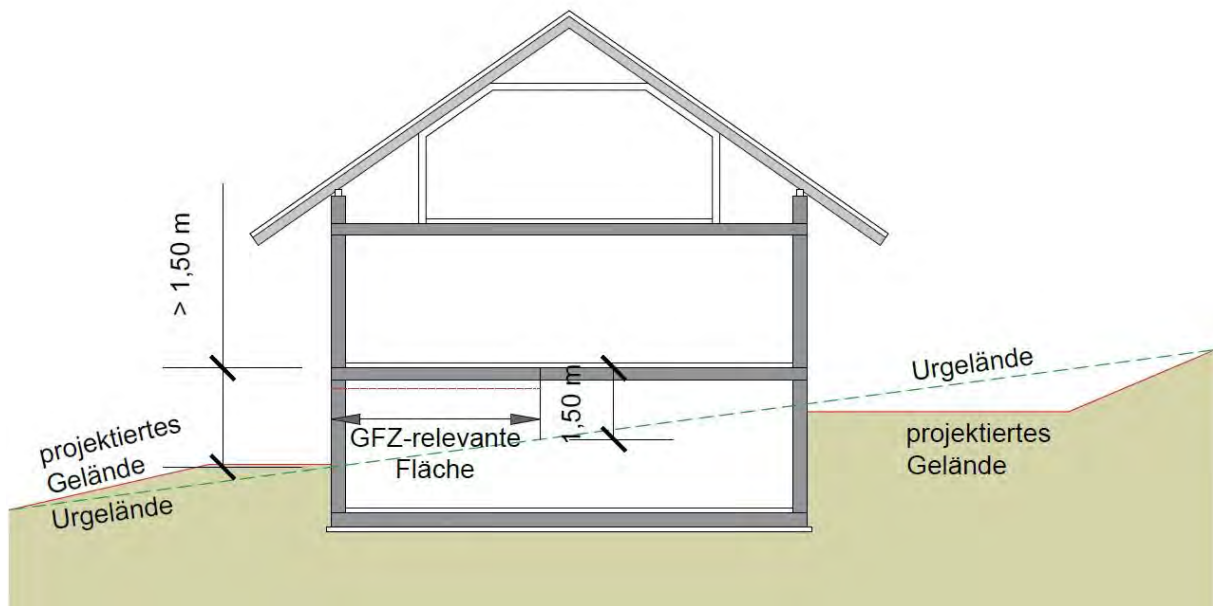 > 1,50 m
projektiertes
Gelände
Urgelände
GFZ-relevante
Fläche
1,50 m
Urgelände
projektiertes
Gelände